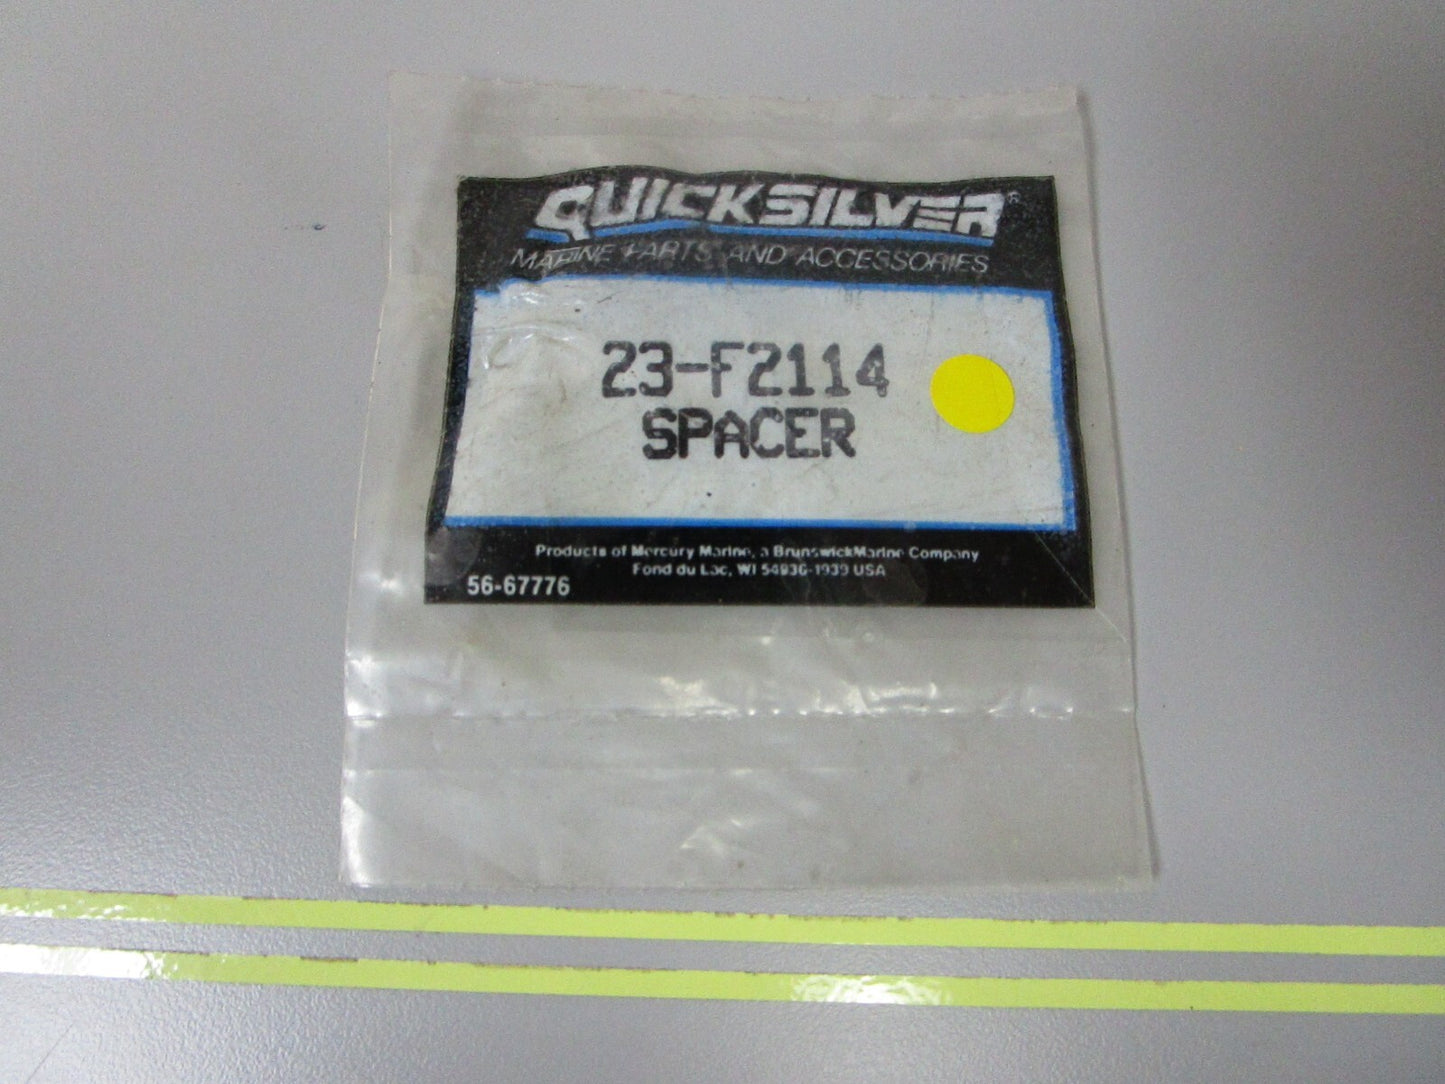 QUICKSILVER®
MARINE PARTS AND ACCESSORIES
23-F2114
SPACER
Products of Mercury Marine, a Brunswick Marine Company
Fond du Lac, WI 54936-1939 USA
56-67776